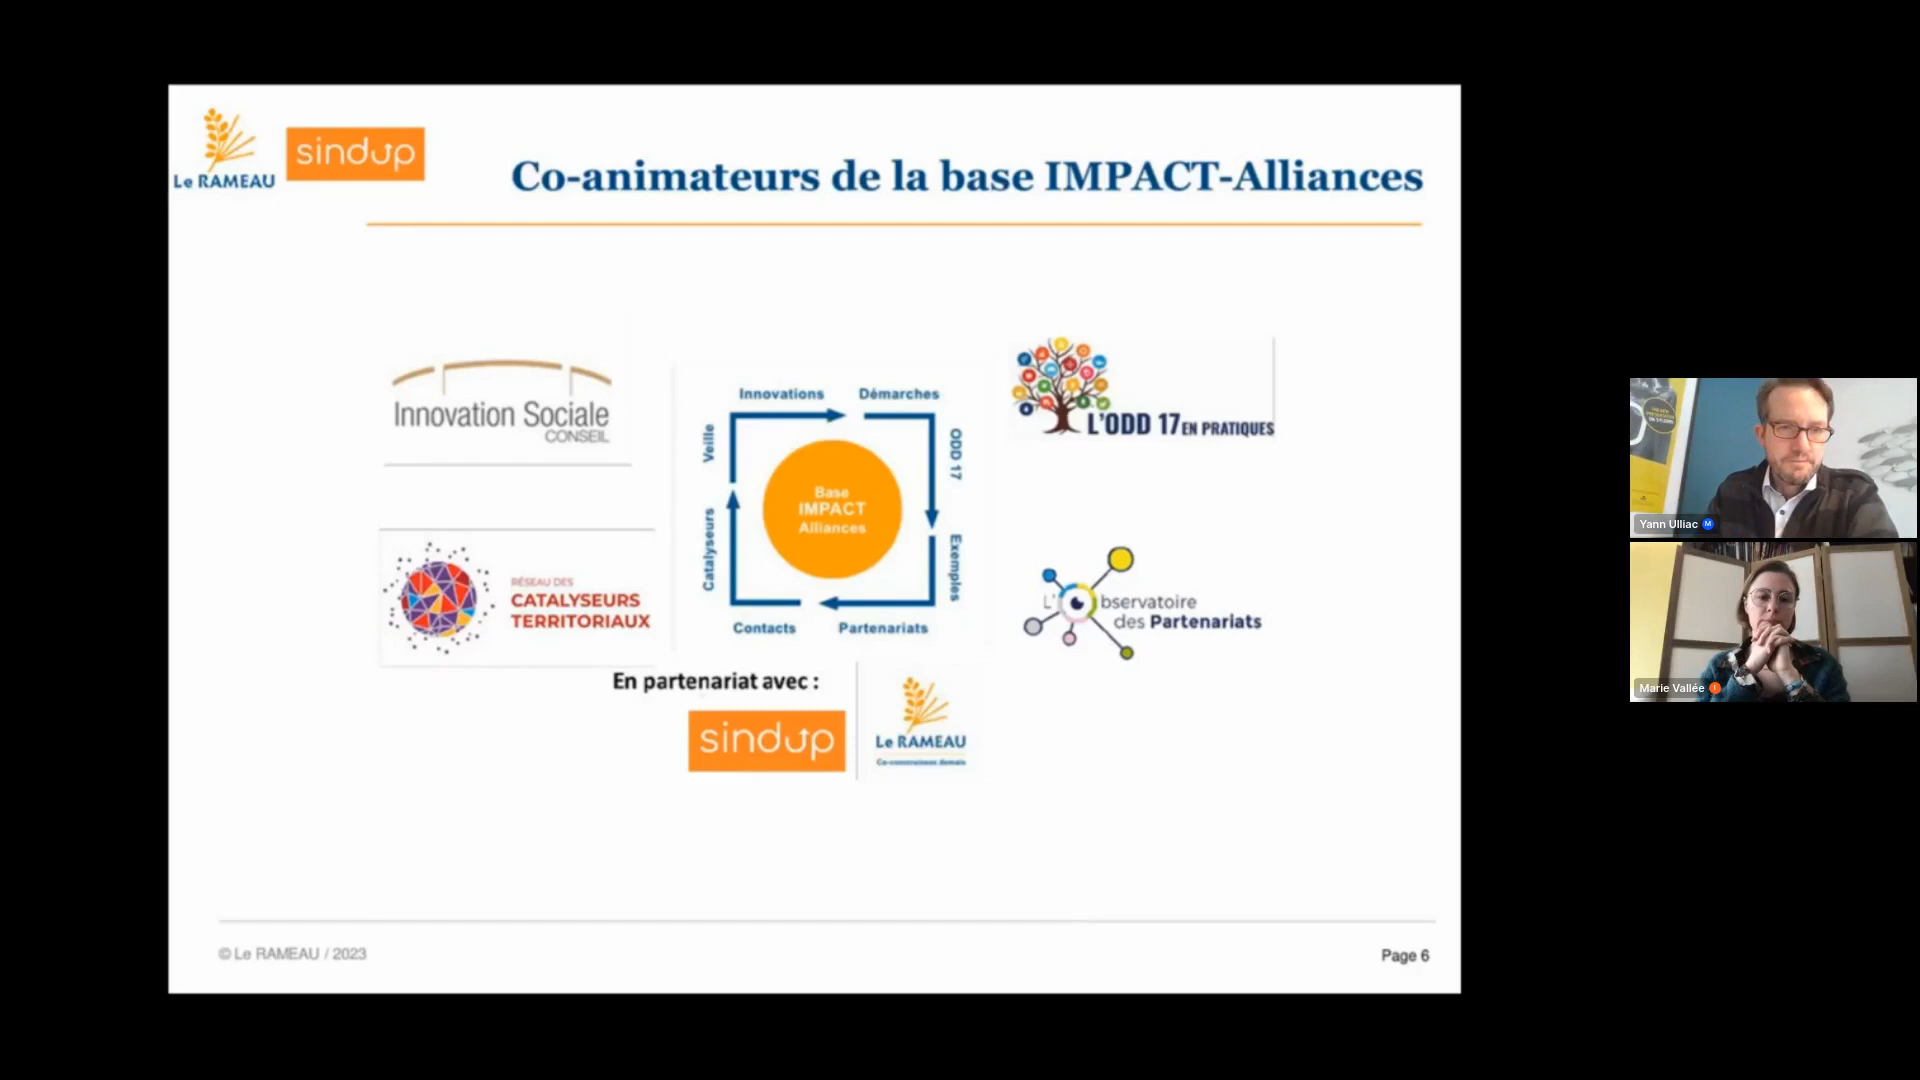 Le RAMEAU
sindup
Co-animateurs de la base IMPACT-Alliances
Innovation Sociale
CONSEIL
RÉSEAU DES
CATALYSEURS
TERRITORIAUX
Innovations
Démarches
Veille
ODD 17
Base
IMPACT
Alliances
Catalyseurs
Exemples
Contacts
Partenariats
L'ODD 17 EN PRATIQUES
L'Observatoire
des Partenariats
En partenariat avec :
sindup
Le RAMEAU
Co-construisons demain
© Le RAMEAU / 2023
Page 6
Yann Ulliac
M
Marie Vallée